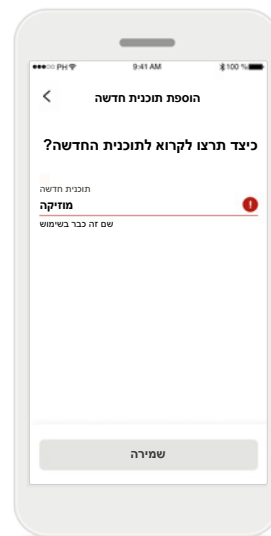 PH 9:41 AM 100 %
הוספת תוכנית חדשה
כיצד תרצו לקרוא לתוכנית החדשה?
תוכנית חדשה
מוזיקה
שם זה כבר בשימוש
שמירה